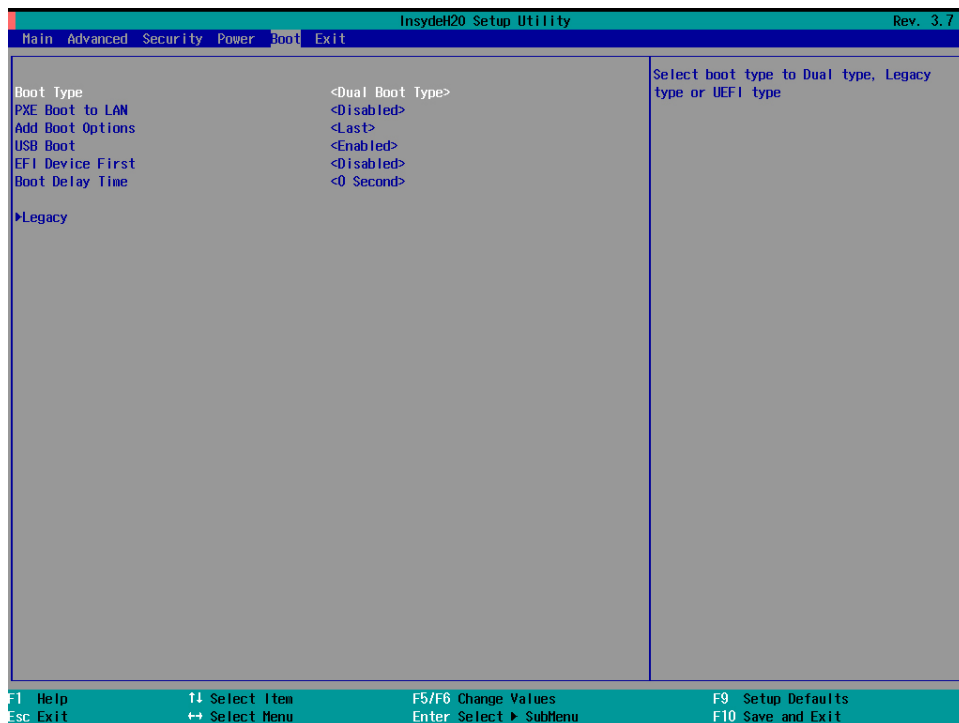 InsydeH20 Setup Utility Rev. 3.7
Main Advanced Security Power Boot Exit
Boot Type <Dual Boot Type>
PXE Boot to LAN <Disabled>
Add Boot Options <Last>
USB Boot <Enabled>
EFI Device First <Disabled>
Boot Delay Time <0 Second>
▶Legacy
Select boot type to Dual type, Legacy
type or UEFI type
F1 Help ↑↓ Select Item F5/F6 Change Values F9 Setup Defaults
Esc Exit ↔ Select Menu Enter Select ▶ SubMenu F10 Save and Exit